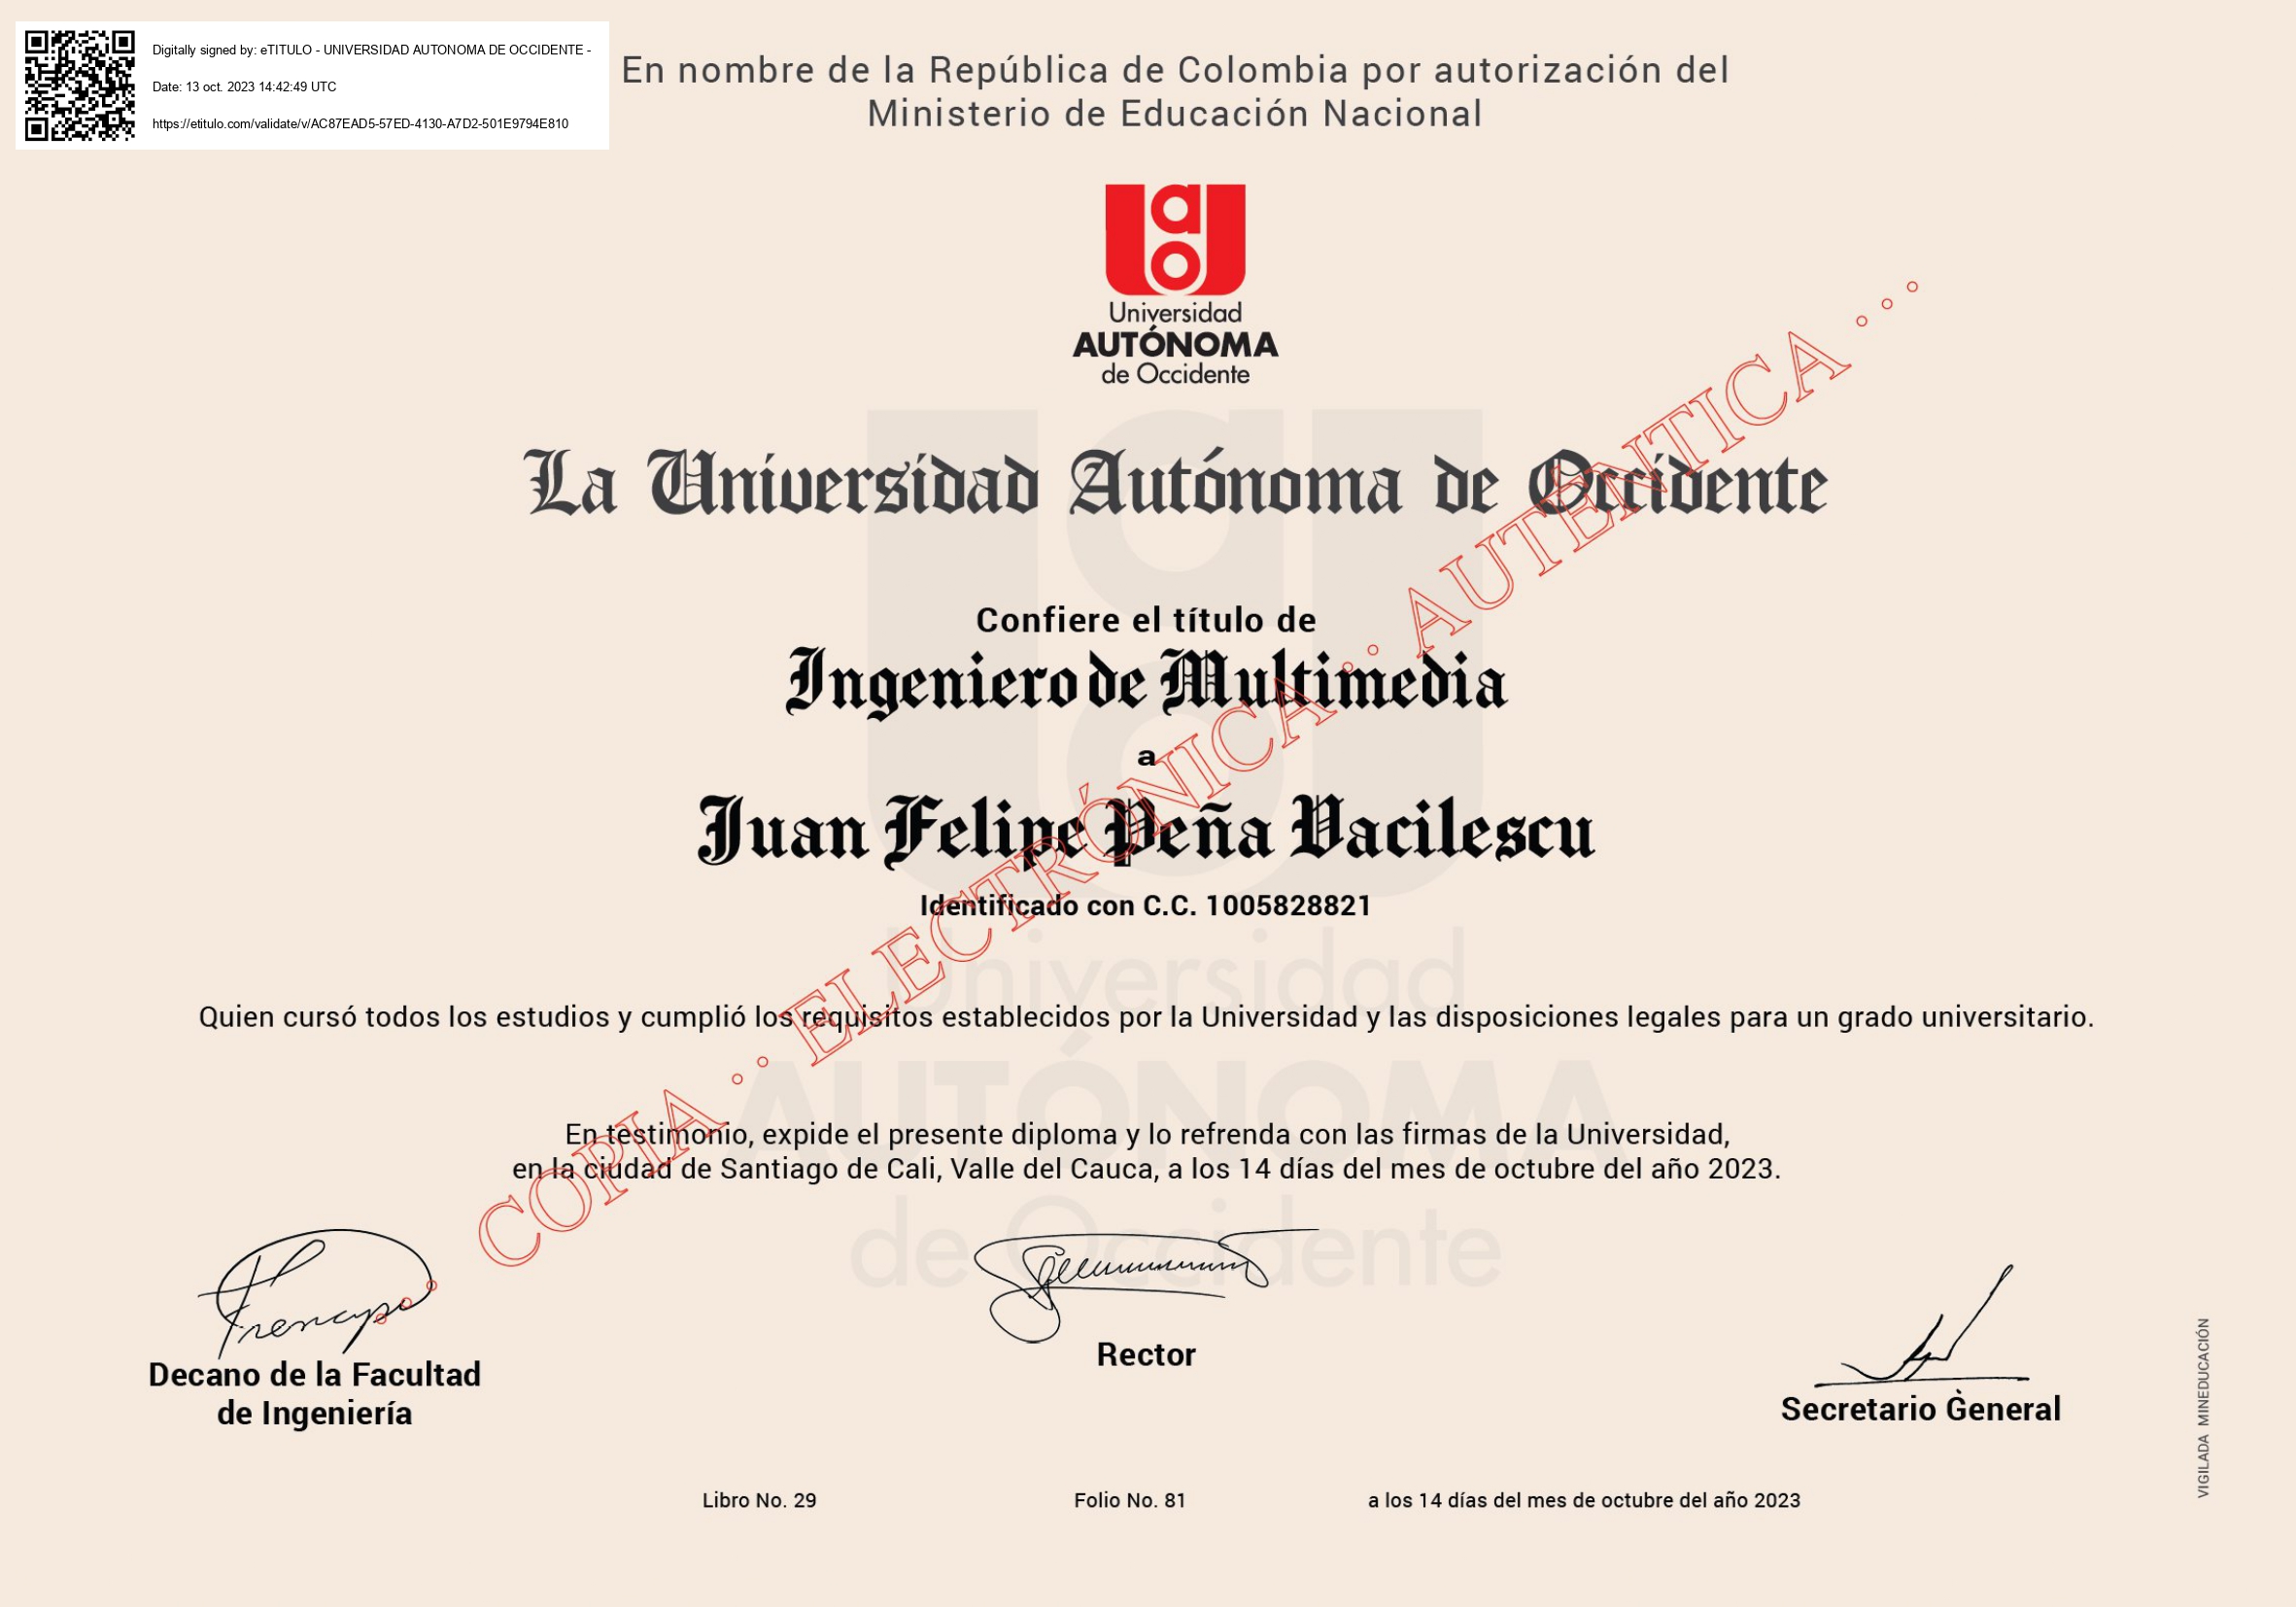 Digitally signed by: eTITULO - UNIVERSIDAD AUTONOMA DE OCCIDENTE -
Date: 13 oct. 2023 14:42:49 UTC
https://etitulo.com/validate/v/AC87EAD5-57ED-4130-A7D2-501E9794E810
En nombre de la República de Colombia por autorización del
Ministerio de Educación Nacional
Universidad
AUTÓNOMA
de Occidente
La Universidad Autónoma de Occidente
Confiere el título de
Ingeniero de Multimedia
a
Juan Felipe Peña Vacilescu
Identificado con C.C. 1005828821
Quien cursó todos los estudios y cumplió los requisitos establecidos por la Universidad y las disposiciones legales para un grado universitario.
En testimonio, expide el presente diploma y lo refrenda con las firmas de la Universidad,
en la ciudad de Santiago de Cali, Valle del Cauca, a los 14 días del mes de octubre del año 2023.
COPIA ·· ELECTRÓNICA ·· AUTÉNTICA ···
Universidad
AUTÓNOMA
de Occidente
Decano de la Facultad
de Ingeniería
Rector
Secretario General
VIGILADA MINEDUCACIÓN
Libro No. 29
Folio No. 81
a los 14 días del mes de octubre del año 2023